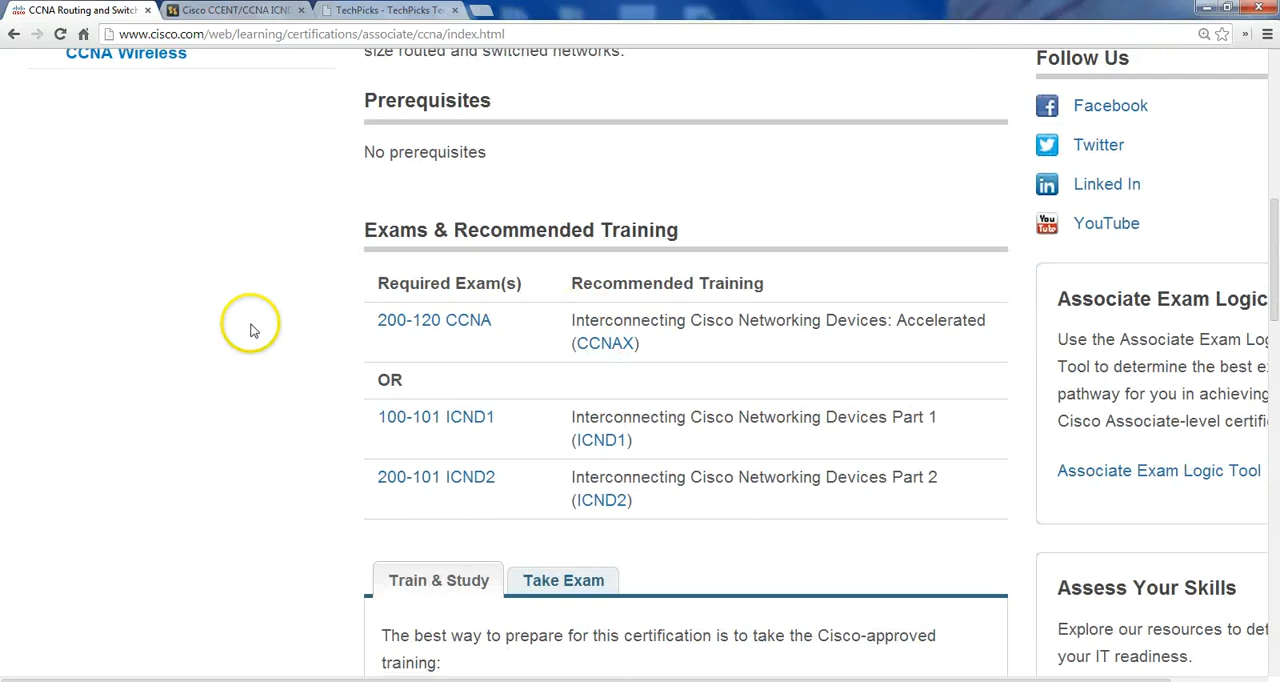 CCNA Routing and Switch
Cisco CCENT/CCNA ICND
TechPicks - TechPicks Te
www.cisco.com/web/learning/certifications/associate/ccna/index.html
CCNA Wireless
size routed and switched networks.
Prerequisites
No prerequisites
Exams & Recommended Training
Required Exam(s) Recommended Training
200-120 CCNA Interconnecting Cisco Networking Devices: Accelerated
(CCNAX)
OR
100-101 ICND1 Interconnecting Cisco Networking Devices Part 1
(ICND1)
200-101 ICND2 Interconnecting Cisco Networking Devices Part 2
(ICND2)
Train & Study Take Exam
The best way to prepare for this certification is to take the Cisco-approved
training:
Follow Us
Facebook
Twitter
Linked In
YouTube
Associate Exam Logic
Use the Associate Exam Log
Tool to determine the best e
pathway for you in achieving
Cisco Associate-level certifi
Associate Exam Logic Tool
Assess Your Skills
Explore our resources to det
your IT readiness.